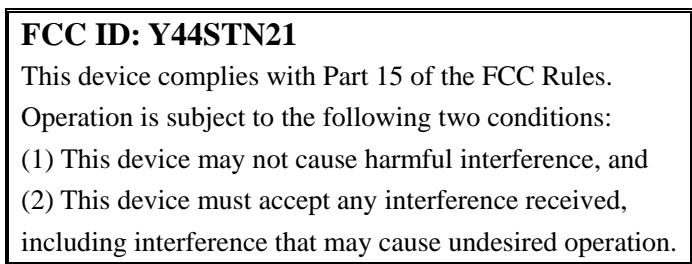 FCC ID: Y44STN21
This device complies with Part 15 of the FCC Rules.
Operation is subject to the following two conditions:
(1) This device may not cause harmful interference, and
(2) This device must accept any interference received,
including interference that may cause undesired operation.